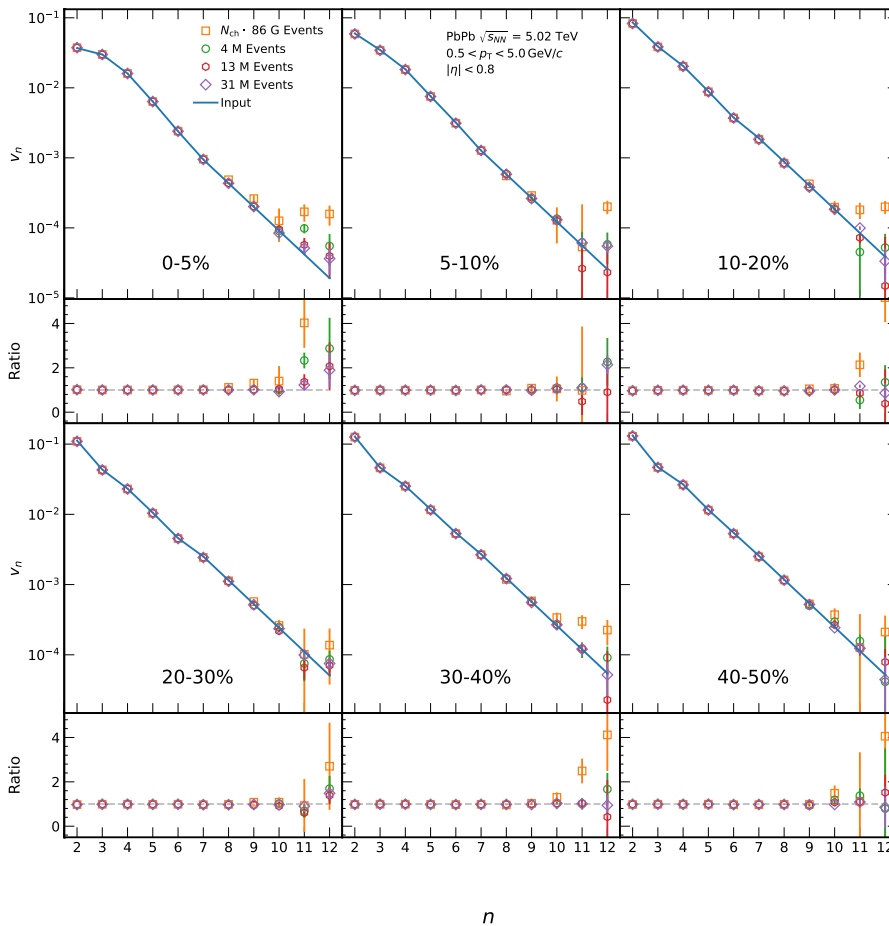 10⁻¹
10⁻²
10⁻³
10⁻⁴
10⁻⁵
vₙ
N_ch · 86 G Events
4 M Events
13 M Events
31 M Events
Input
0-5%
PbPb √s_NN = 5.02 TeV
0.5 < p_T < 5.0 GeV/c
|η| < 0.8
5-10%
10-20%
Ratio
4
2
0
10⁻¹
10⁻²
10⁻³
10⁻⁴
vₙ
20-30%
30-40%
40-50%
Ratio
4
2
0
2 3 4 5 6 7 8 9 10 11 12 2 3 4 5 6 7 8 9 10 11 12 2 3 4 5 6 7 8 9 10 11 12
n